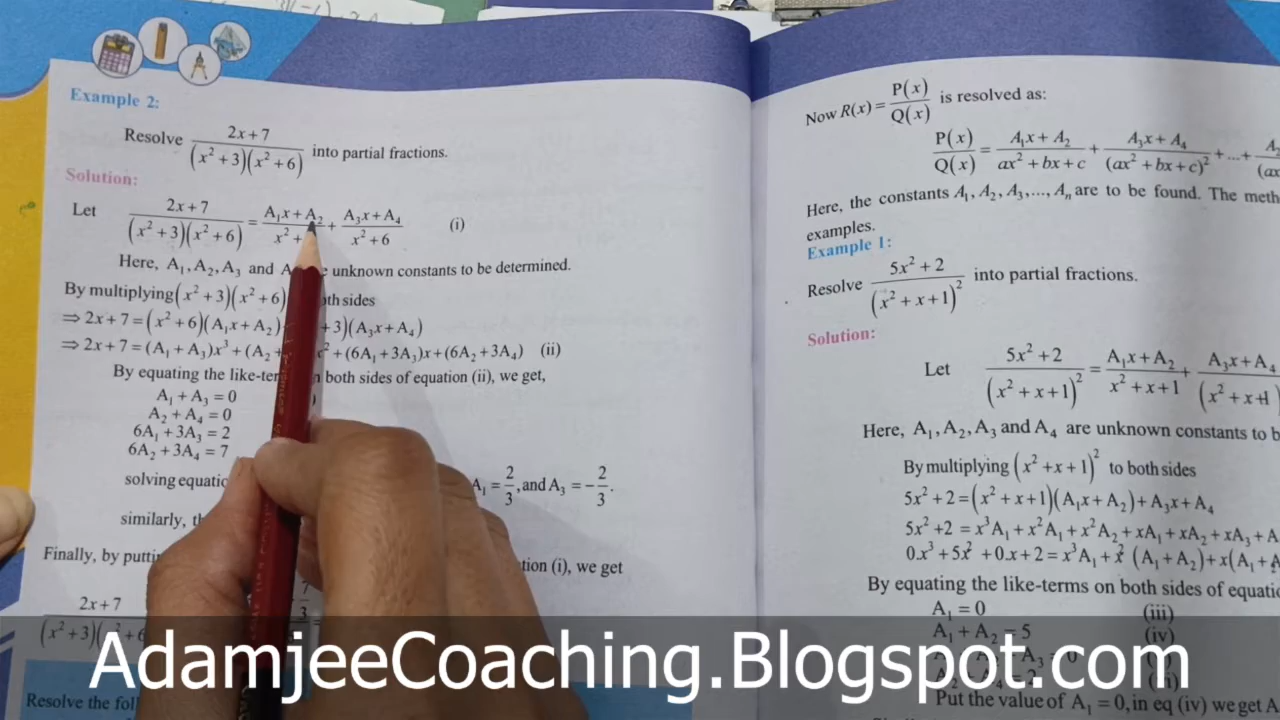 Example 2:
Resolve (2x+7)/((x²+3)(x²+6)) into partial fractions.
Solution:
Let (2x+7)/((x²+3)(x²+6)) = (A₁x+A₂)/(x²+ + (A₃x+A₄)/(x²+6) (i)
Here, A₁, A₂, A₃ and unknown constants to be determined.
By multiplying (x²+3)(x²+6) both sides
⇒ 2x+7 = (x²+6)(A₁x+A₂) +3)(A₃x+A₄)
⇒ 2x+7 = (A₁+A₃)x³ + (A₂+ x² + (6A₁+3A₃)x + (6A₂+3A₄) (ii)
By equating the like- both sides of equation (ii), we get,
A₁+A₃ = 0
A₂+A₄ = 0
6A₁+3A₃ = 2
6A₂+3A₄ = 7
solving A₁ = 2/3, and A₃ = -2/3.
similarly,
Finally, by (i), we get
2x+7
(x²+3)(x²+6
Resolve the
Now R(x) = P(x)/Q(x) is resolved as:
P(x)/Q(x) = (A₁x+A₂)/(ax²+bx+c) + (A₃x+A₄)/(ax²+bx+c)² + ... +
Here, the constants A₁, A₂, A₃, ..., Aₙ are to be found. The
examples.
Example 1:
Resolve (5x²+2)/(x²+x+1)² into partial fractions.
Solution:
Let (5x²+2)/(x²+x+1)² = (A₁x+A₂)/(x²+x+1) + (A₃x+A₄)/(x²+x+1
Here, A₁, A₂, A₃ and A₄ are unknown constants to
By multiplying (x²+x+1)² to both sides
5x²+2 = (x²+x+1)(A₁x+A₂)+A₃x+A₄
5x²+2 = x³A₁+x²A₁+x²A₂+xA₁+xA₂+xA₃+
0.x³+5x²+0.x+2 = x³A₁+x²(A₁+A₂)+x(A₁+
By equating the like-terms on both sides of
A₁ = 0 (iii)
A₁+A₂ = 5 (iv)
Put the value of A₁ = 0, in eq (iv) we get
AdamjeeCoaching.Blogspot.com